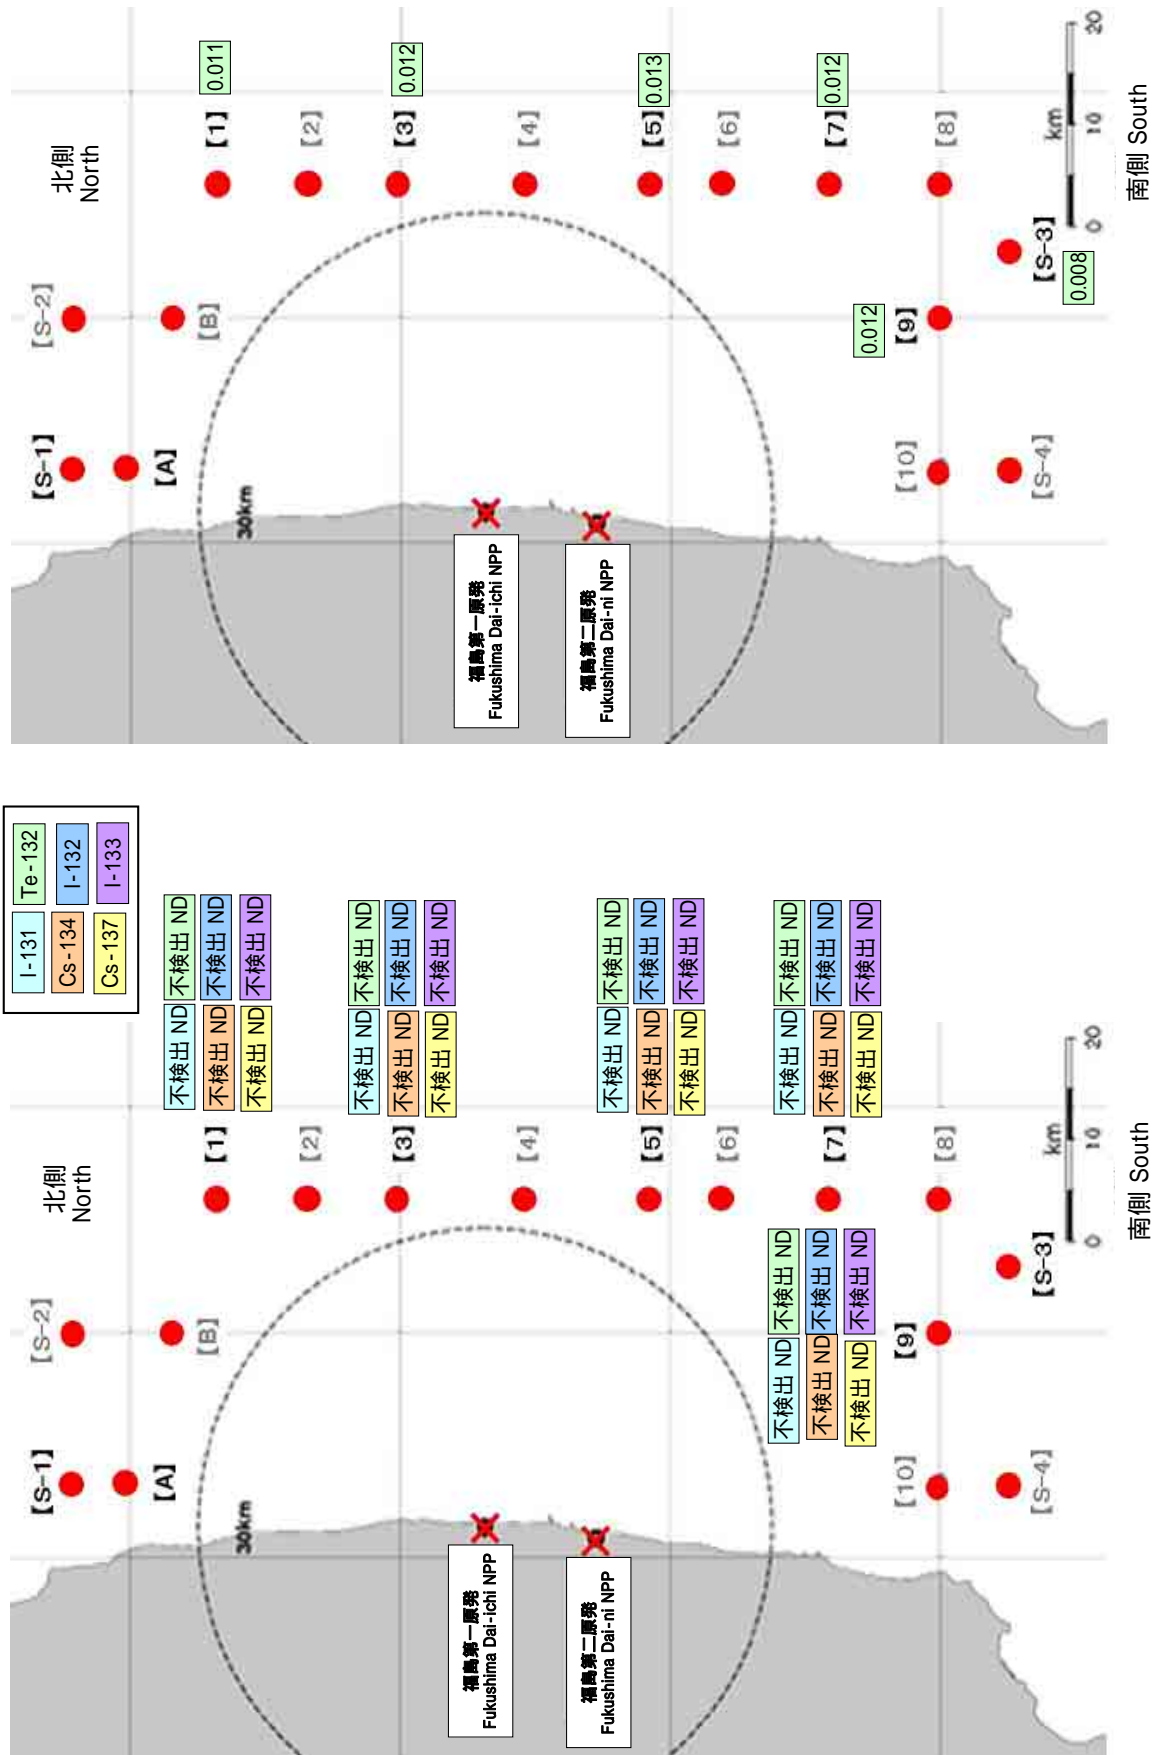 北側
North
[S-2]
[S-1]
[B]
[A]
30km
[1]
0.011
[2]
[3]
0.012
[4]
[5]
0.013
[6]
[7]
0.012
[8]
[9]
0.012
[10]
[S-3]
0.008
[S-4]
福島第一原発
Fukushima Dai-ichi NPP
福島第二原発
Fukushima Dai-ni NPP
km
0 10 20
南側 South
I-131 Te-132
Cs-134 I-132
Cs-137 I-133
北側
North
[S-2]
[S-1]
[B]
[A]
30km
[1]
不検出 ND 不検出 ND
不検出 ND 不検出 ND
不検出 ND 不検出 ND
[2]
[3]
不検出 ND 不検出 ND
不検出 ND 不検出 ND
不検出 ND 不検出 ND
[4]
[5]
不検出 ND 不検出 ND
不検出 ND 不検出 ND
不検出 ND 不検出 ND
[6]
[7]
不検出 ND 不検出 ND
不検出 ND 不検出 ND
不検出 ND 不検出 ND
[8]
不検出 ND 不検出 ND
不検出 ND 不検出 ND
不検出 ND 不検出 ND
[9]
[10]
[S-3]
[S-4]
福島第一原発
Fukushima Dai-ichi NPP
福島第二原発
Fukushima Dai-ni NPP
km
0 10 20
南側 South